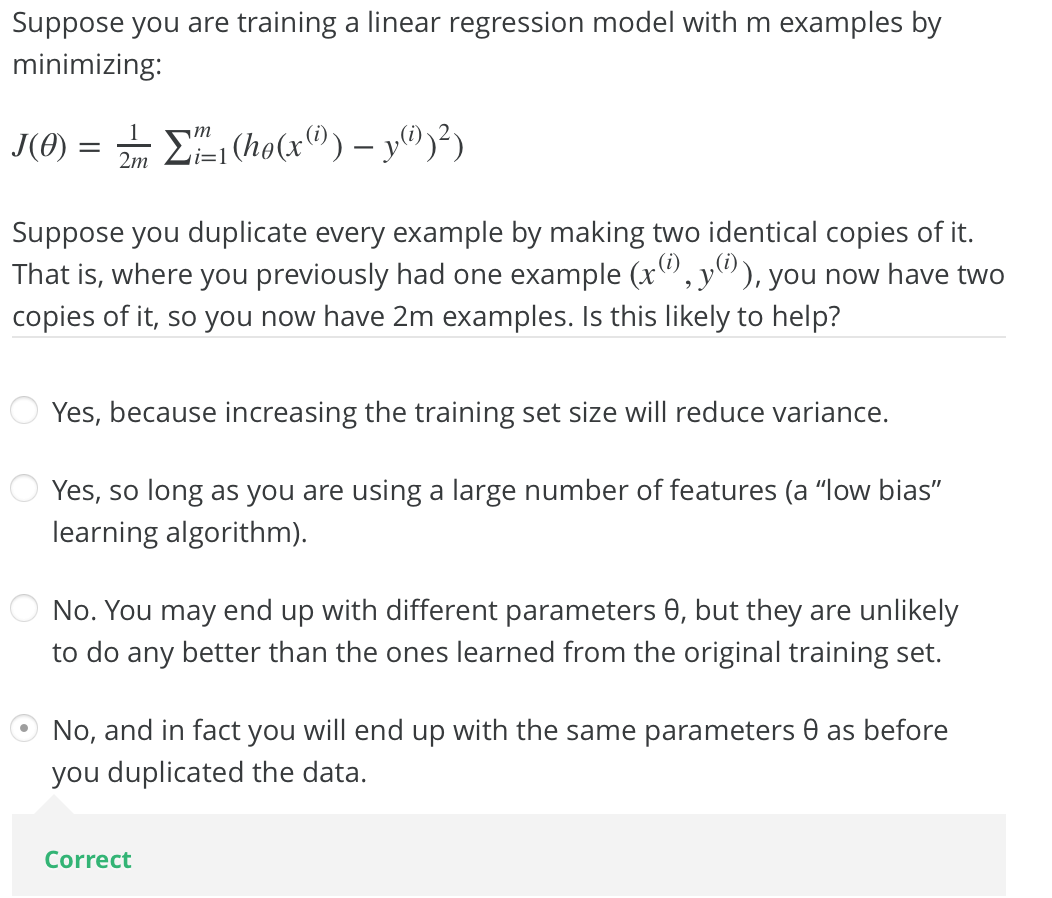 Suppose you are training a linear regression model with m examples by
minimizing:
J(θ) = \frac{1}{2m} \sum_{i=1}^{m} (h_θ(x^{(i)}) − y^{(i)})^2)
Suppose you duplicate every example by making two identical copies of it.
That is, where you previously had one example (x^{(i)}, y^{(i)}), you now have two
copies of it, so you now have 2m examples. Is this likely to help?
Yes, because increasing the training set size will reduce variance.
Yes, so long as you are using a large number of features (a “low bias”
learning algorithm).
No. You may end up with different parameters θ, but they are unlikely
to do any better than the ones learned from the original training set.
No, and in fact you will end up with the same parameters θ as before
you duplicated the data.
Correct